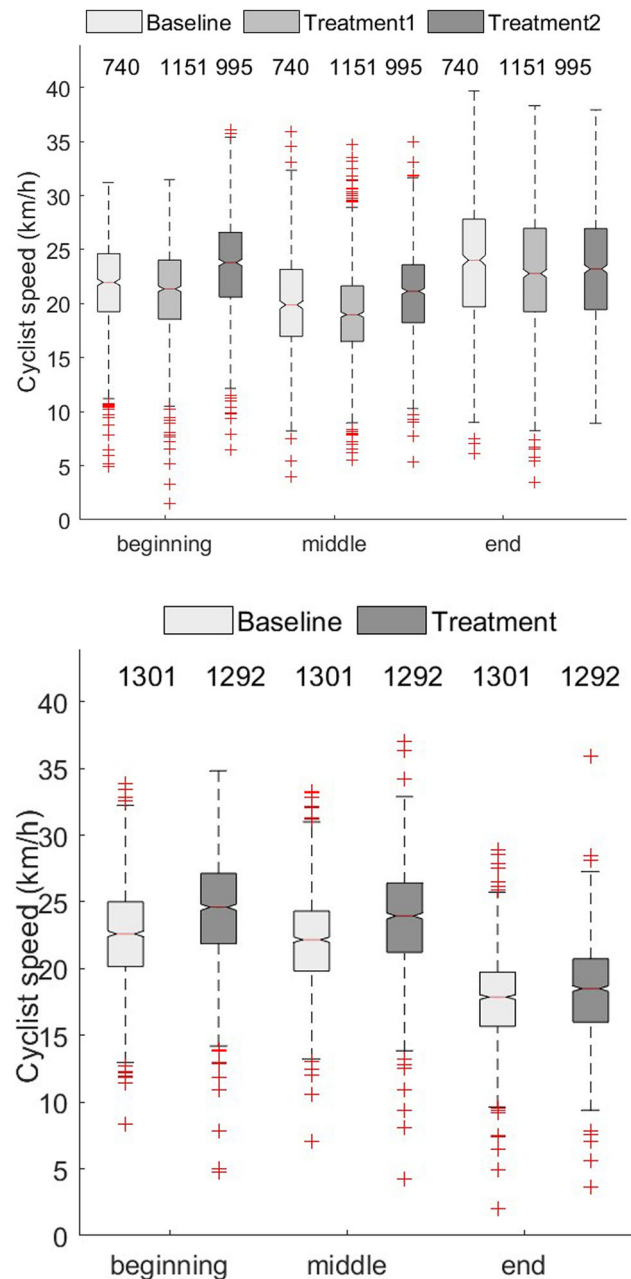 Baseline Treatment1 Treatment2
740 1151 995 740 1151 995 740 1151 995
40
35
30
25
20
15
10
5
0
Cyclist speed (km/h)
beginning middle end
Baseline Treatment
1301 1292 1301 1292 1301 1292
40
35
30
25
20
15
10
5
0
Cyclist speed (km/h)
beginning middle end